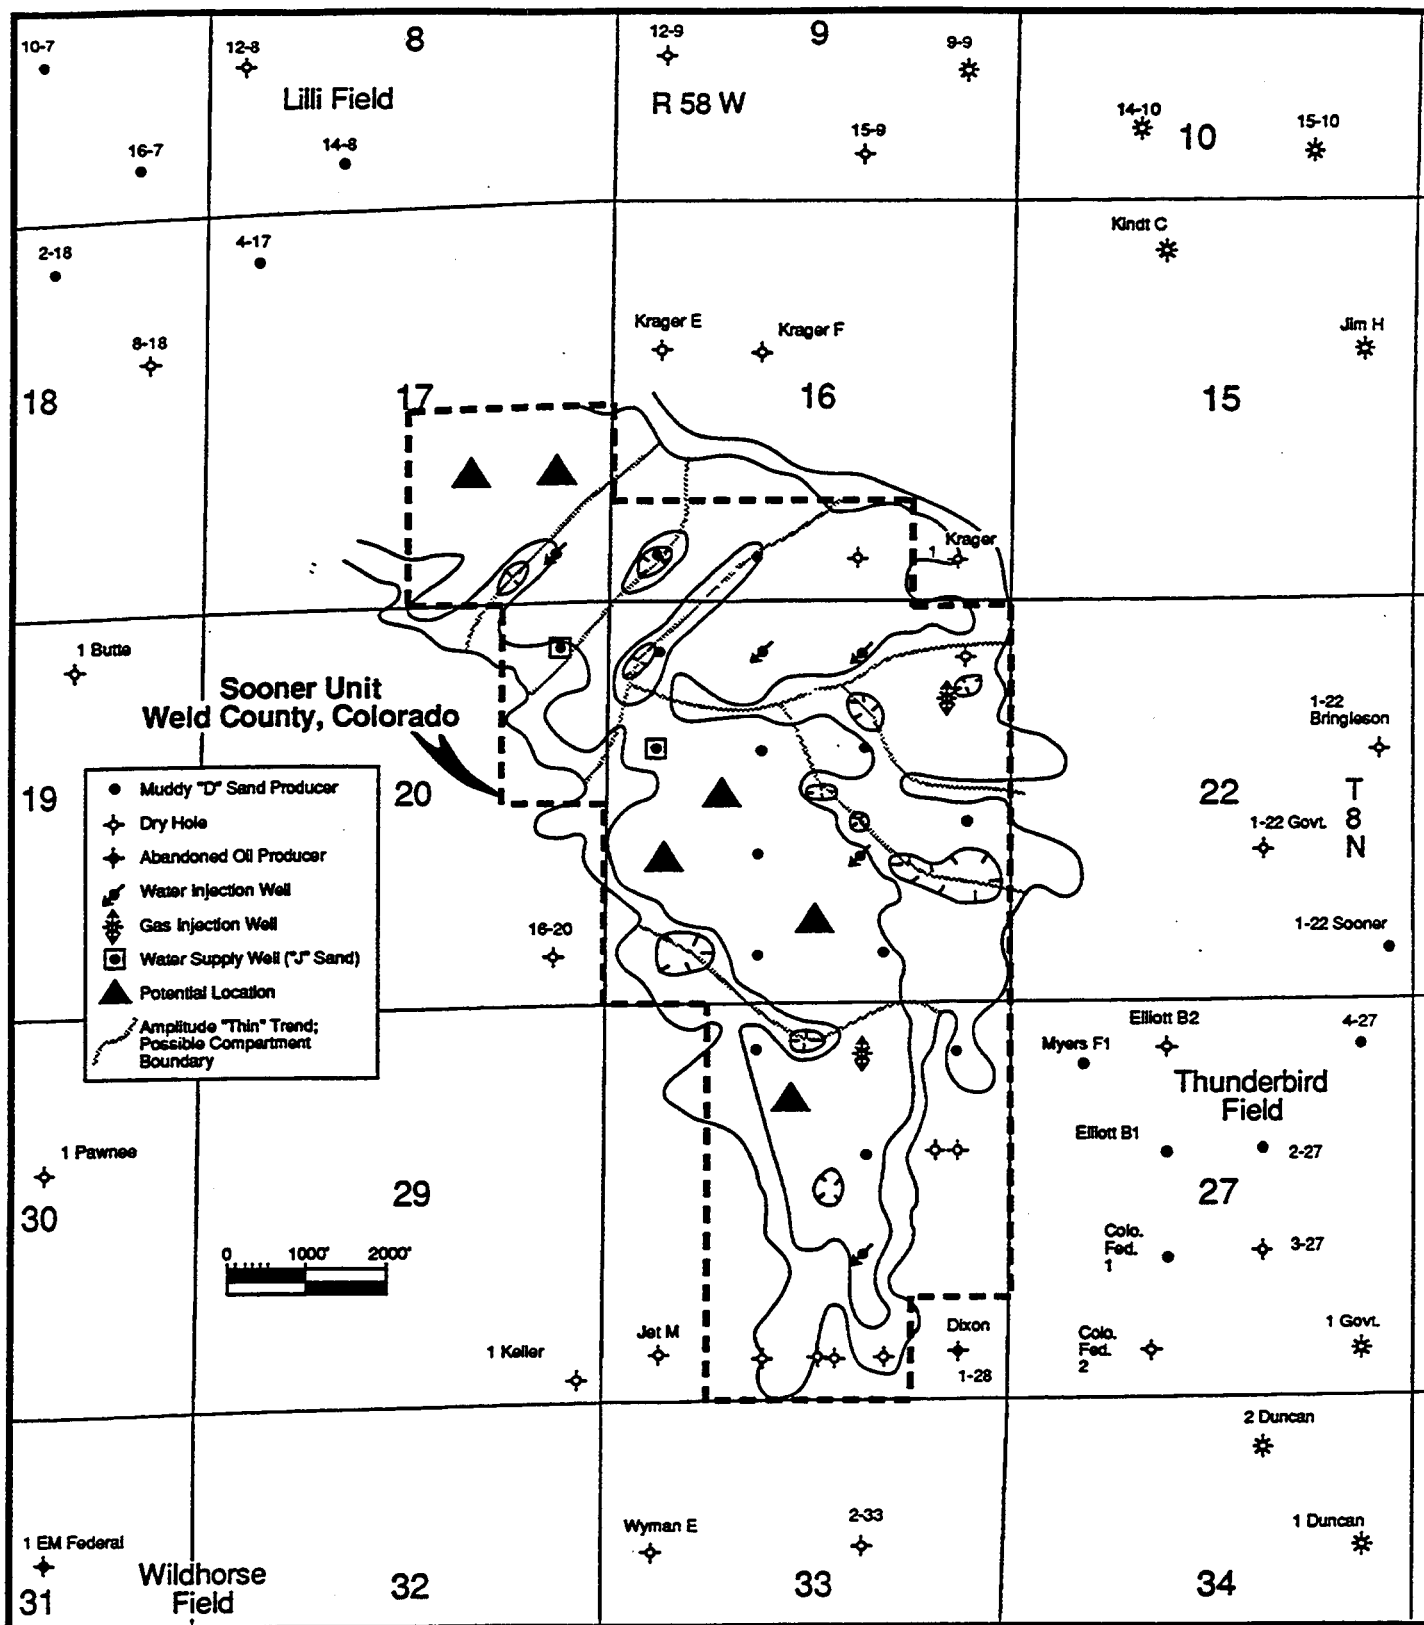 10-7
12-8
8
12-9
9
9-9
Lilli Field
R 58 W
14-10
10
15-10
16-7
14-8
15-9
2-18
4-17
Kindt C
8-18
Krager E
Krager F
Jim H
18
17
16
15
1
Krager
1 Butte
Sooner Unit
Weld County, Colorado
1-22
Bringleson
19
20
22
T
8
N
1-22 Govt.
Muddy "D" Sand Producer
Dry Hole
Abandoned Oil Producer
Water Injection Well
Gas Injection Well
Water Supply Well ("J" Sand)
Potential Location
Amplitude "Thin" Trend;
Possible Compartment
Boundary
16-20
1-22 Sooner
Elliott B2
4-27
Myers F1
Thunderbird
Field
1 Pawnee
Elliott B1
2-27
30
29
27
0 1000' 2000'
Colo.
Fed.
1
3-27
1 Keller
Jet M
Dixon
1-28
Colo.
Fed.
2
1 Govt.
2 Duncan
1 EM Federal
Wyman E
2-33
1 Duncan
Wildhorse
Field
31
32
33
34